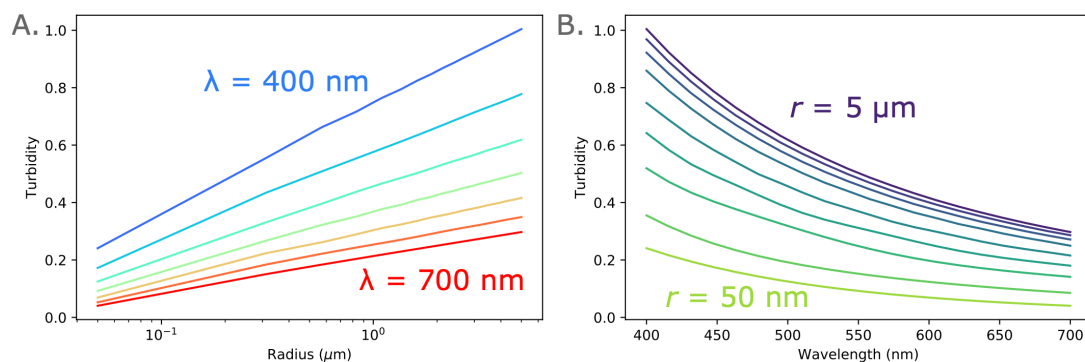 A.
1.0
0.8
0.6
0.4
0.2
0.0
Turbidity
λ = 400 nm
λ = 700 nm
10⁻¹
10⁰
Radius (μm)
B.
1.0
0.8
0.6
0.4
0.2
0.0
Turbidity
r = 5 μm
r = 50 nm
400 450 500 550 600 650 700
Wavelength (nm)